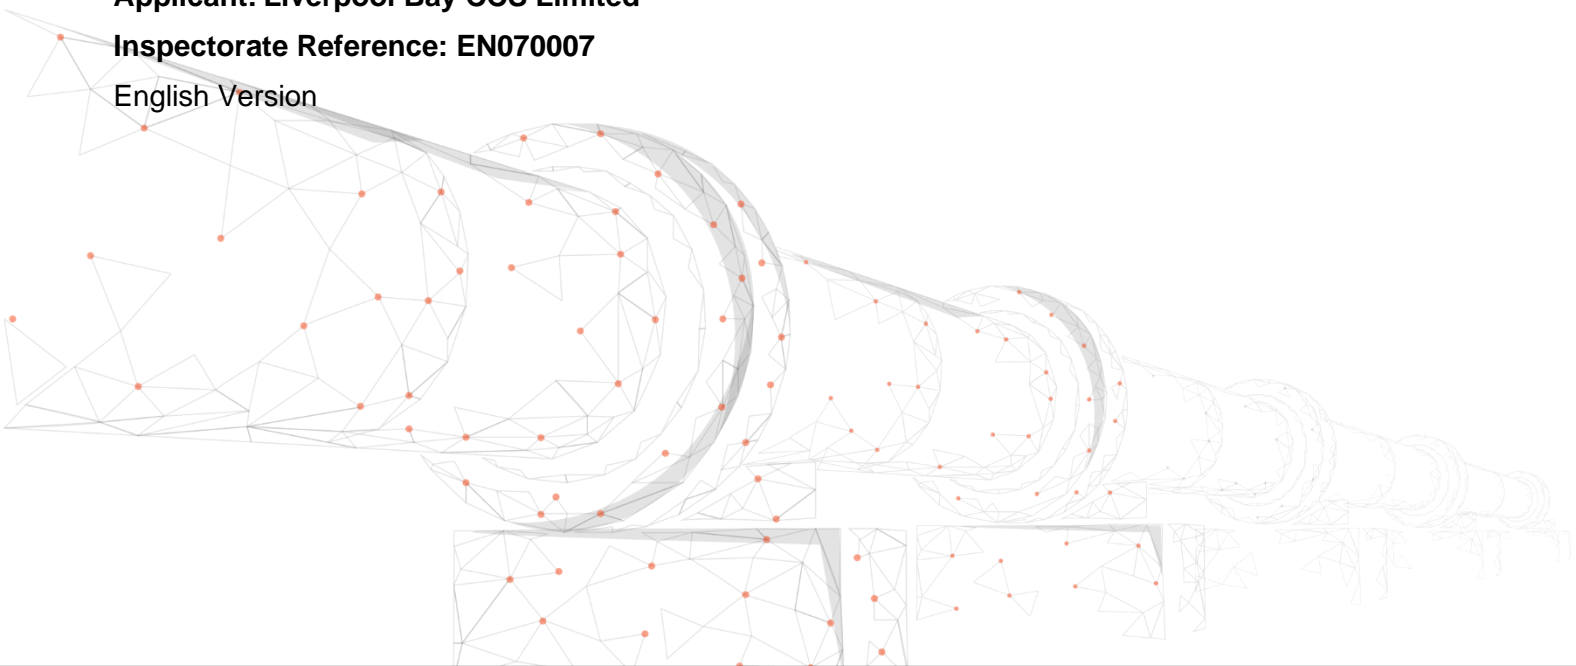 Applicant: Liverpool Bay CCS Limited
Inspectorate Reference: EN070007
English Version